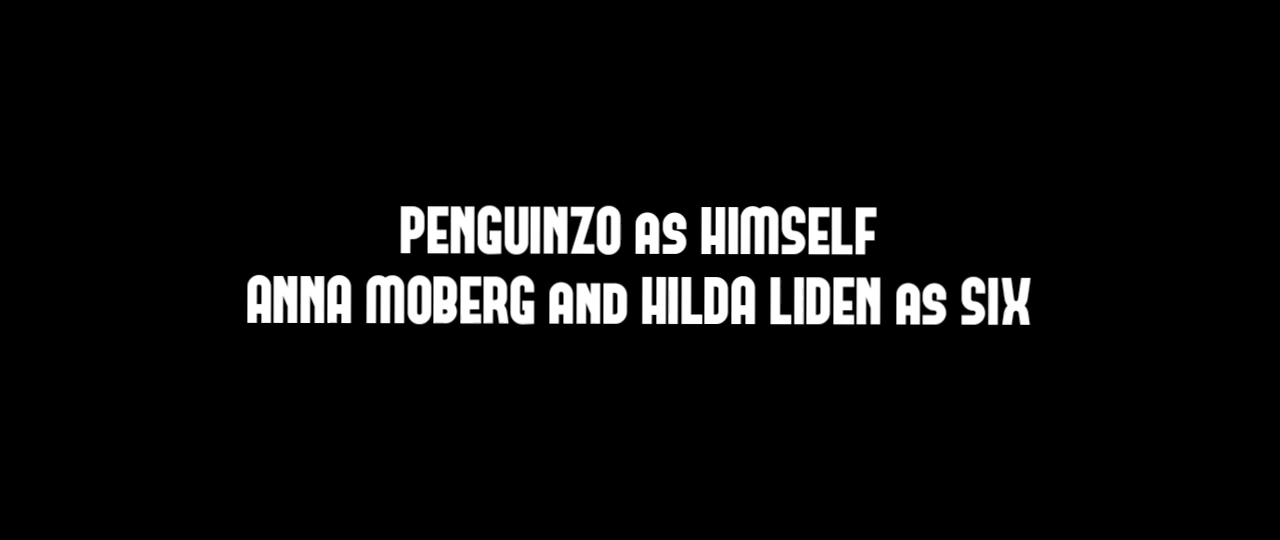 PENGUINZO as HIMSELF
ANNA MOBERG and HILDA LIDEN as SIX